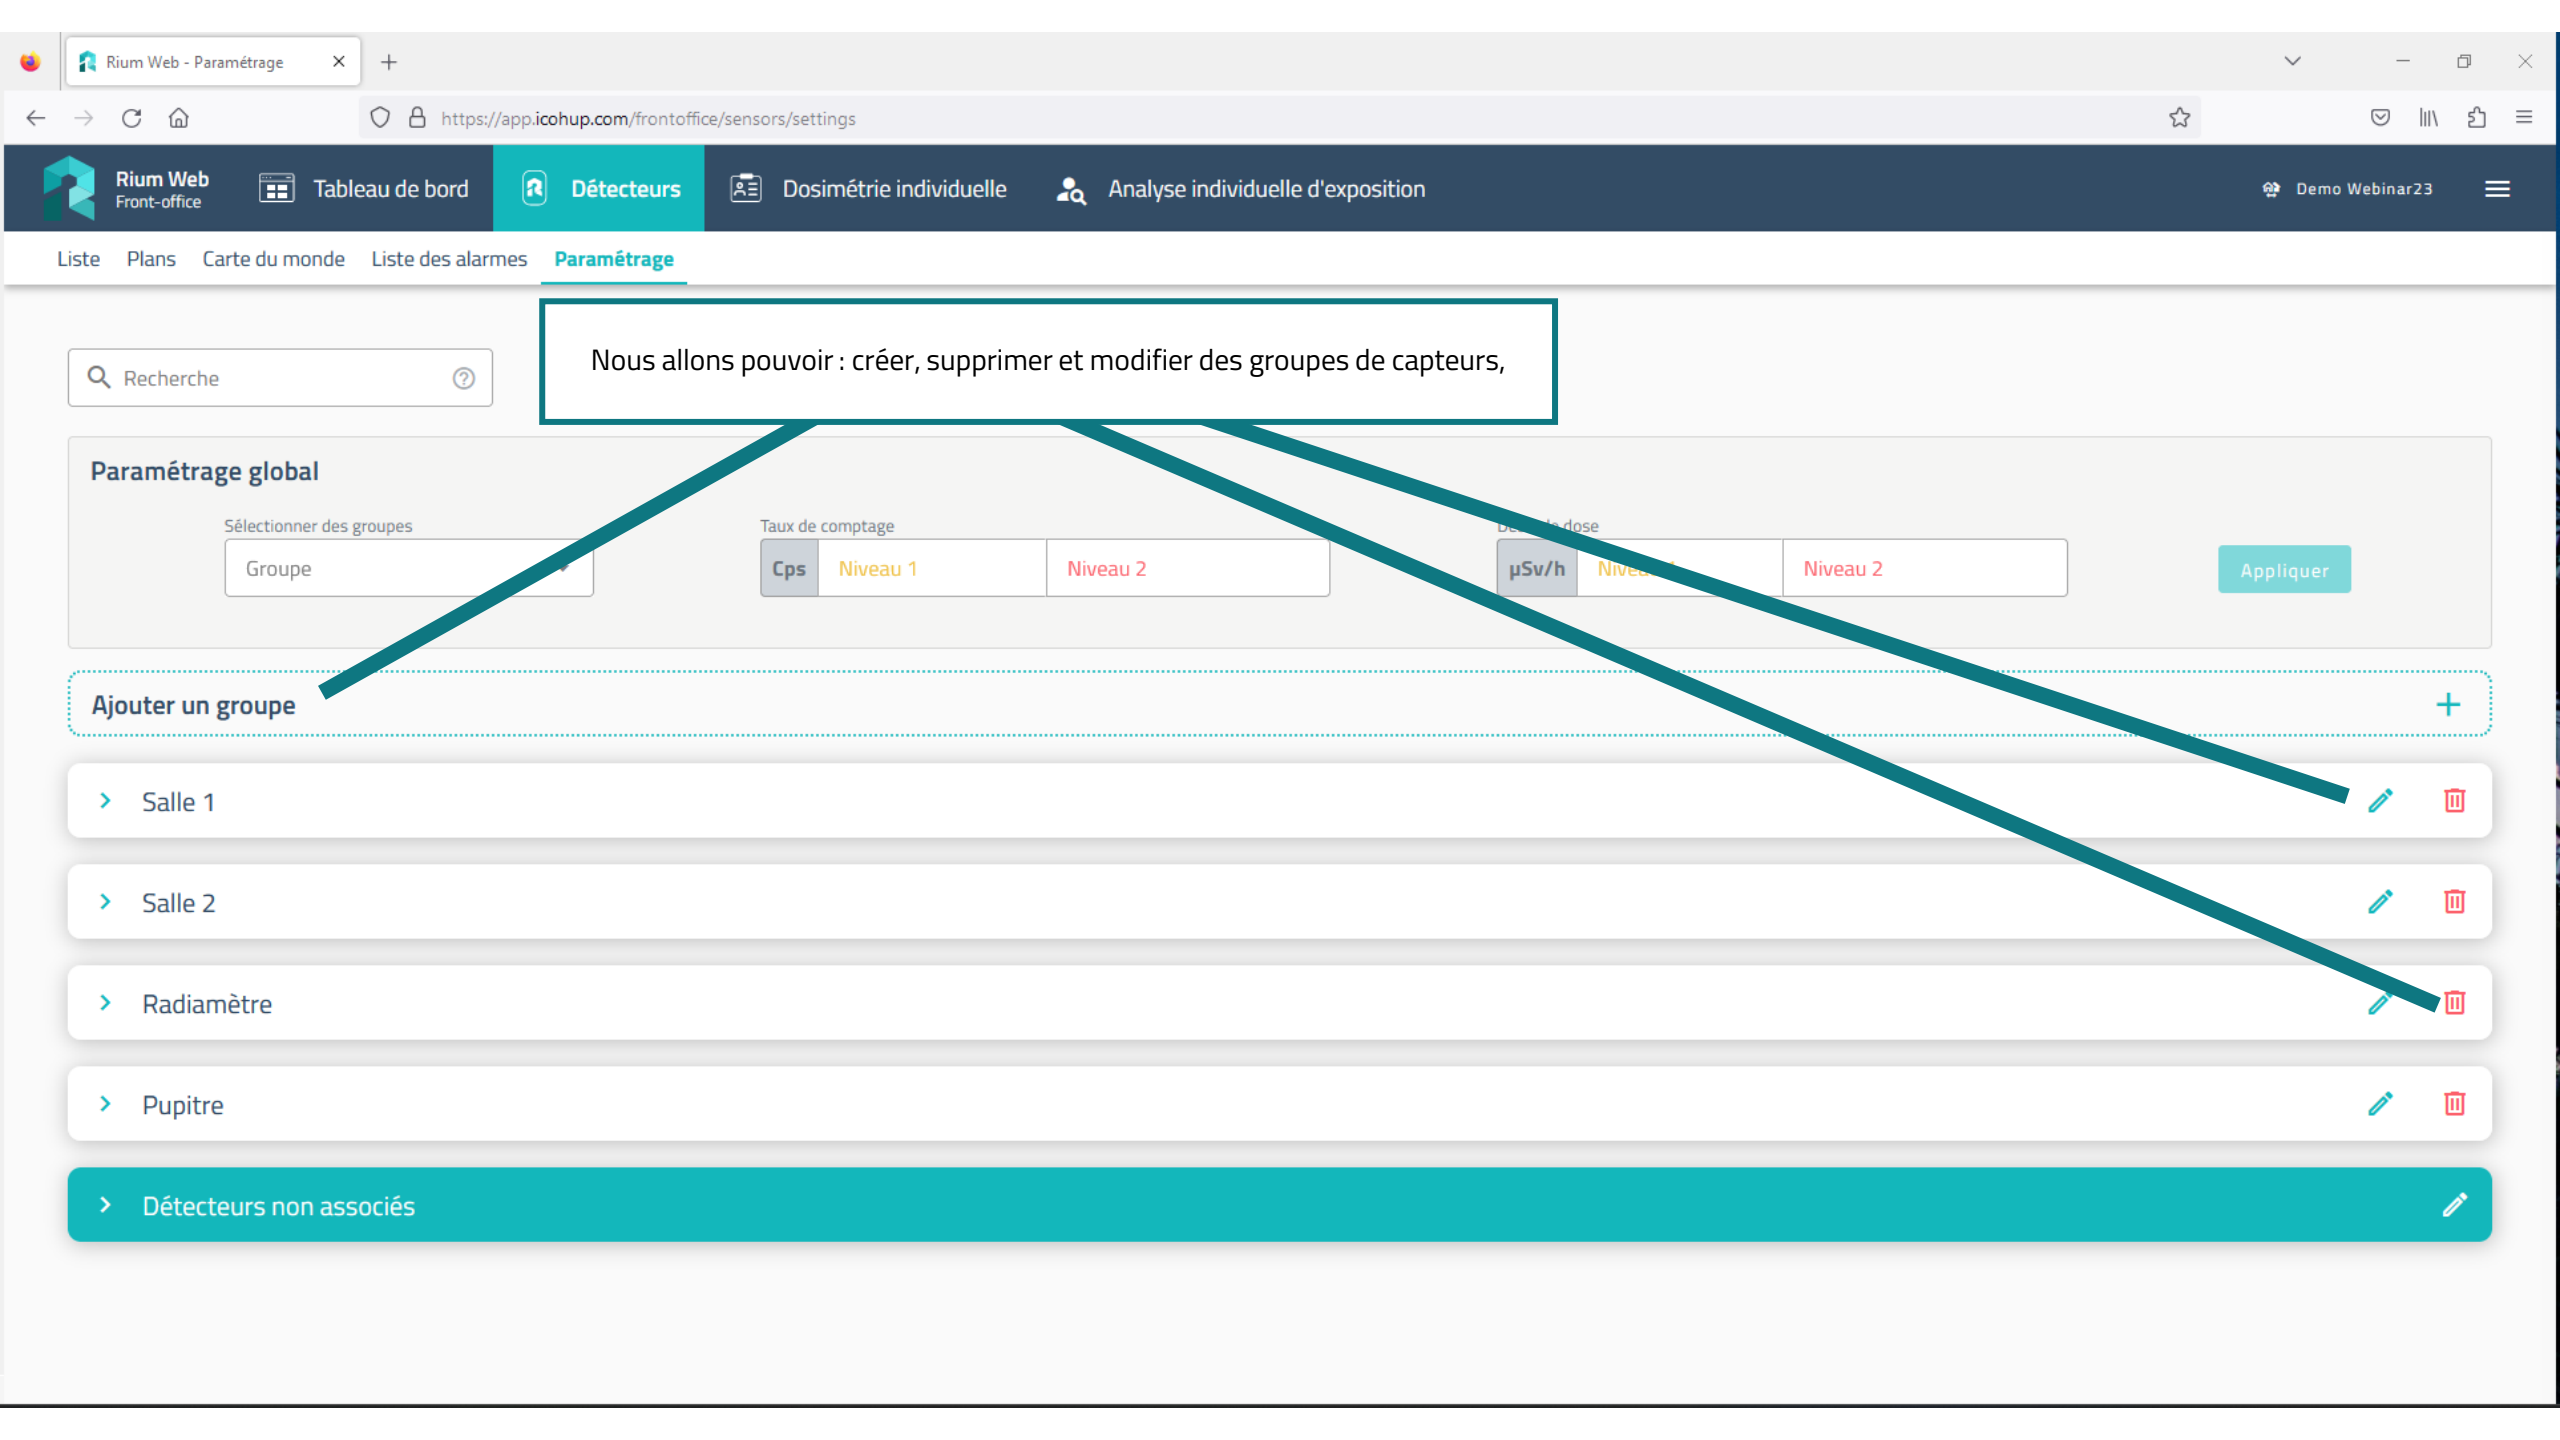 Rium Web - Paramétrage
https://app.icohup.com/frontoffice/sensors/settings
Rium Web
Front-office
Tableau de bord
Détecteurs
Dosimétrie individuelle
Analyse individuelle d'exposition
Demo Webinar23
Liste Plans Carte du monde Liste des alarmes Paramétrage
Nous allons pouvoir : créer, supprimer et modifier des groupes de capteurs,
Recherche
Paramétrage global
Sélectionner des groupes
Taux de comptage
dose
Groupe
Cps Niveau 1 Niveau 2
µSv/h Niveau 2
Appliquer
Ajouter un groupe
Salle 1
Salle 2
Radiamètre
Pupitre
Détecteurs non associés